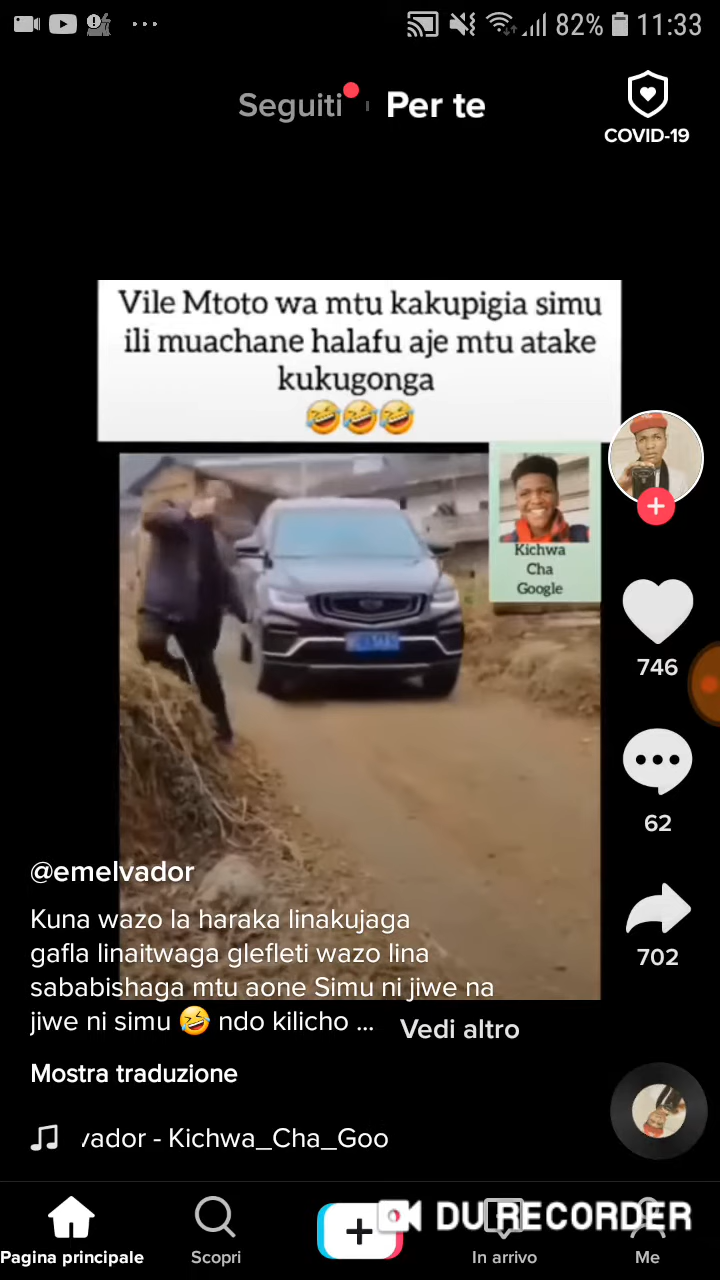 82% 11:33
Seguiti Per te
COVID-19
Vile Mtoto wa mtu kakupigia simu
ili muachane halafu aje mtu atake
kukugonga
🤣🤣🤣
Kichwa
Cha
Google
746
62
702
@emelvador
Kuna wazo la haraka linakujaga
gafla linaitwaga glefleti wazo lina
sababishaga mtu aone Simu ni jiwe na
jiwe ni simu 🤣 ndo kilicho ... Vedi altro
Mostra traduzione
vador - Kichwa_Cha_Goo
DU RECORDER
Pagina principale Scopri In arrivo Me